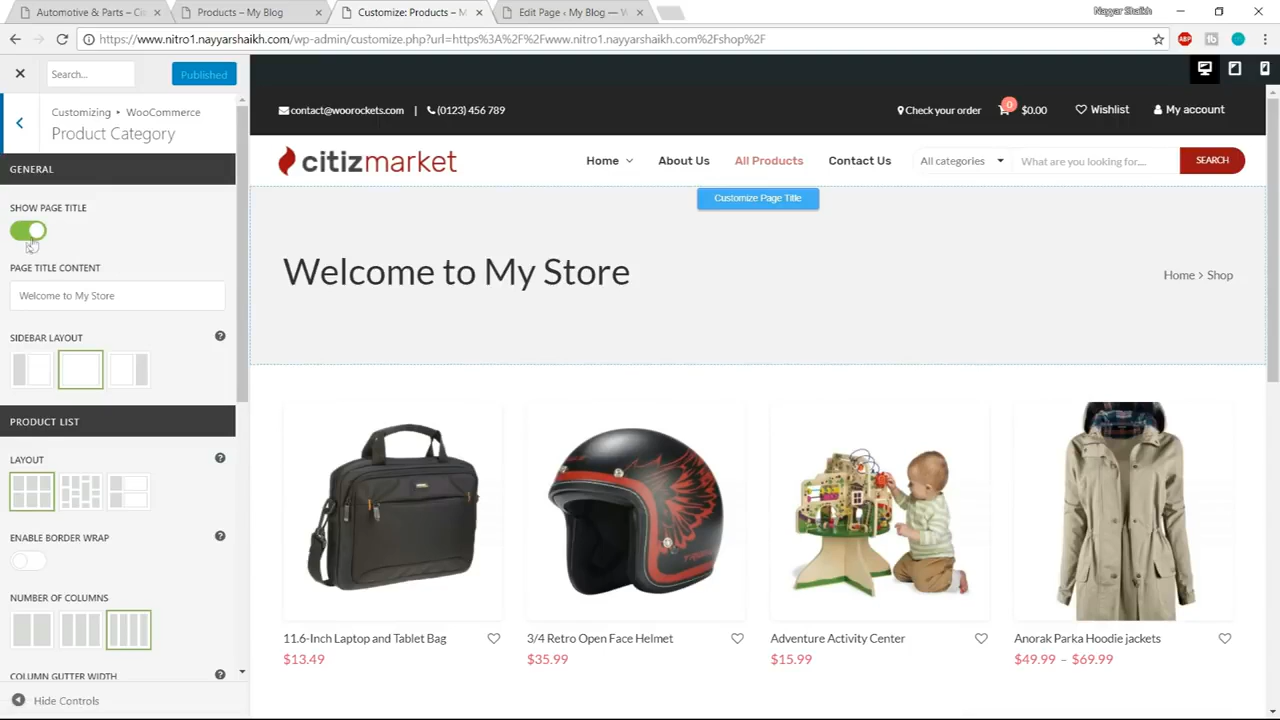 Automotive & Parts – Ci
Products – My Blog
Customize: Products – M
Edit Page ‹ My Blog — W
Nayyar Shaikh
https://www.nitro1.nayyarshaikh.com/wp-admin/customize.php?url=https%3A%2F%2Fwww.nitro1.nayyarshaikh.com%2Fshop%2F
ABP
Search...
Published
Customizing • WooCommerce
Product Category
GENERAL
SHOW PAGE TITLE
PAGE TITLE CONTENT
Welcome to My Store
SIDEBAR LAYOUT
PRODUCT LIST
LAYOUT
ENABLE BORDER WRAP
NUMBER OF COLUMNS
COLUMN GUTTER WIDTH
Hide Controls
contact@woorockets.com | (0123) 456 789
Check your order 0 $0.00 Wishlist My account
citizmarket
Home About Us All Products Contact Us All categories What are you looking for.... SEARCH
Customize Page Title
Welcome to My Store
Home > Shop
11.6-Inch Laptop and Tablet Bag
$13.49
3/4 Retro Open Face Helmet
$35.99
Adventure Activity Center
$15.99
Anorak Parka Hoodie jackets
$49.99 – $69.99